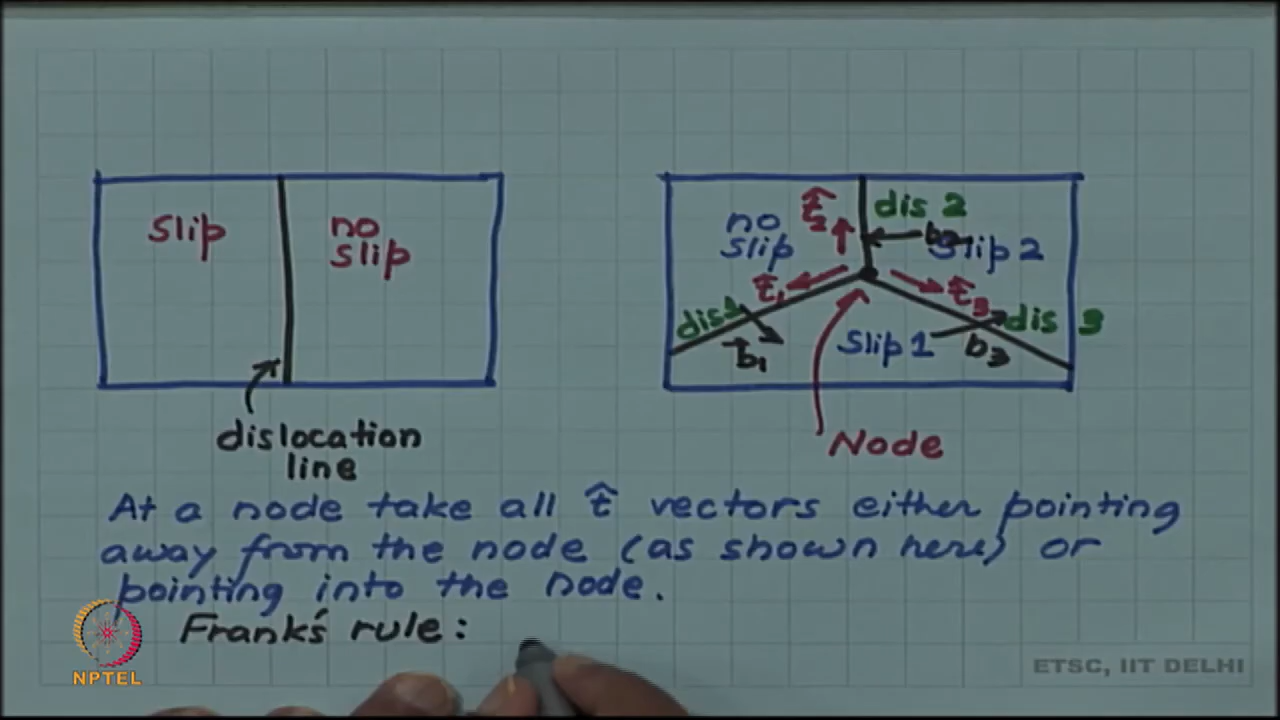 slip
no
slip
dislocation
line
no
slip
t̂₂
dis 2
b₂
slip 2
t̂₁
t̂₃
dis 1
b⃗₁
slip 1
b₃
dis 3
Node
At a node take all t̂ vectors either pointing
away from the node (as shown here) or
pointing into the node.
Frank's rule:
NPTEL
ETSC, IIT DELHI